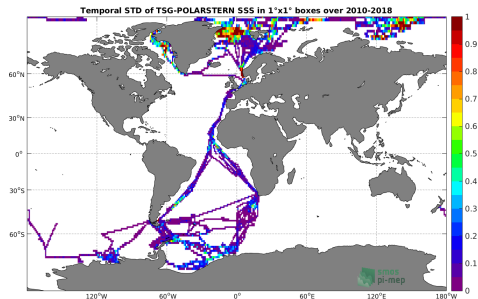 Temporal STD of TSG-POLARSTERN SSS in 1°x1° boxes over 2010-2018
1
0.9
0.8
0.7
0.6
0.5
0.4
0.3
0.2
0.1
0
60°N
30°N
0°
30°S
60°S
120°W
60°W
0°
60°E
120°E
180°W
pi-mep